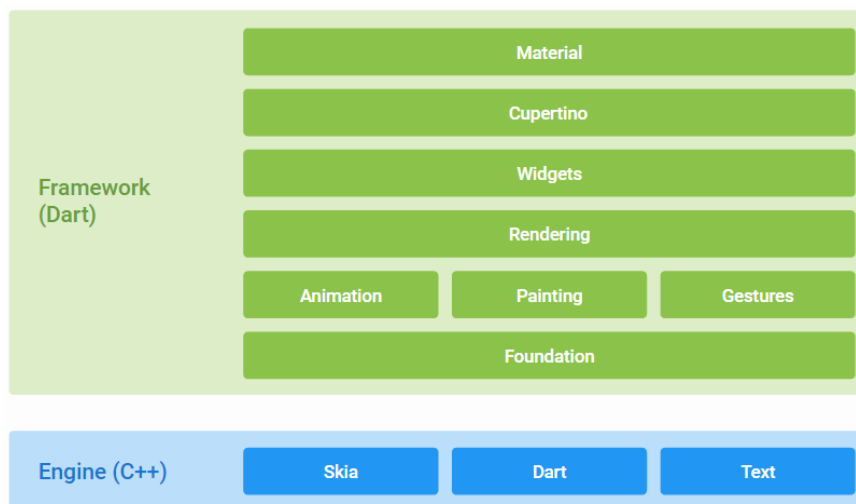 Material
Cupertino
Widgets
Framework
(Dart)
Rendering
Animation
Painting
Gestures
Foundation
Engine (C++)
Skia
Dart
Text